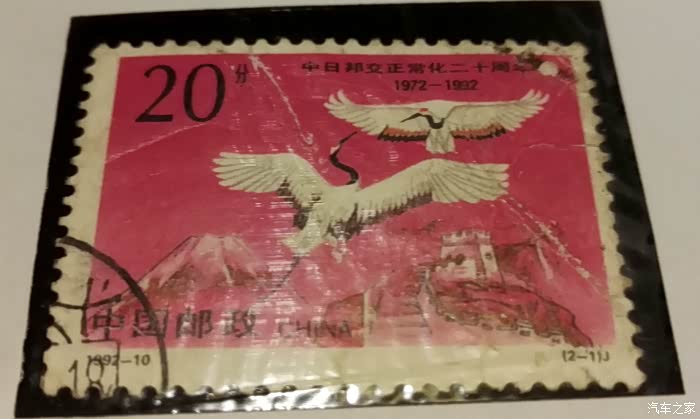 20分
中日邦交正常化二十周年
1972-1992
中国邮政 CHINA
1992-10
(2-1)J
18
汽车之家